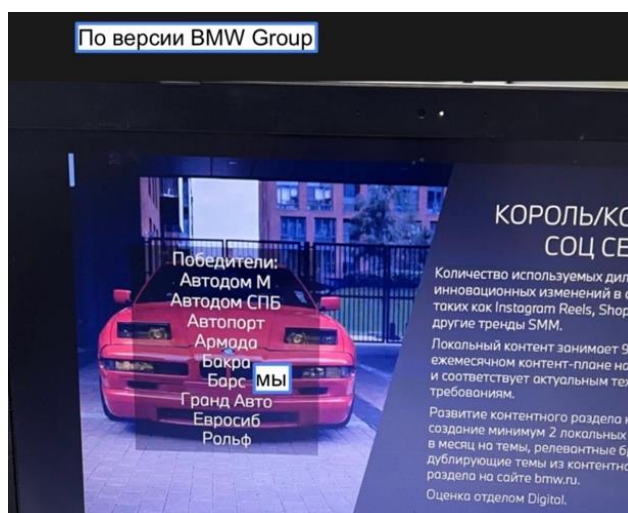 По версии BMW Group
КОРОЛЬ/КО
СОЦ СЕ
Победители:
Автодом М
Автодом СПБ
Автопорт
Армада
Бакра
Барс мы
Гранд Авто
Евросиб
Рольф
Количество используемых дил
инновационных изменений в с
таких как Instagram Reels, Shop
другие тренды SMM.
Локальный контент занимает 9
ежемесячном контент-плане на
и соответствует актуальным тех
требованиям.
Развитие контентного раздела н
создание минимум 2 локальных
в месяц на темы, релевантные б
дублирующие темы из контентно
раздела на сайте bmw.ru.
Оценка отделом Digital.